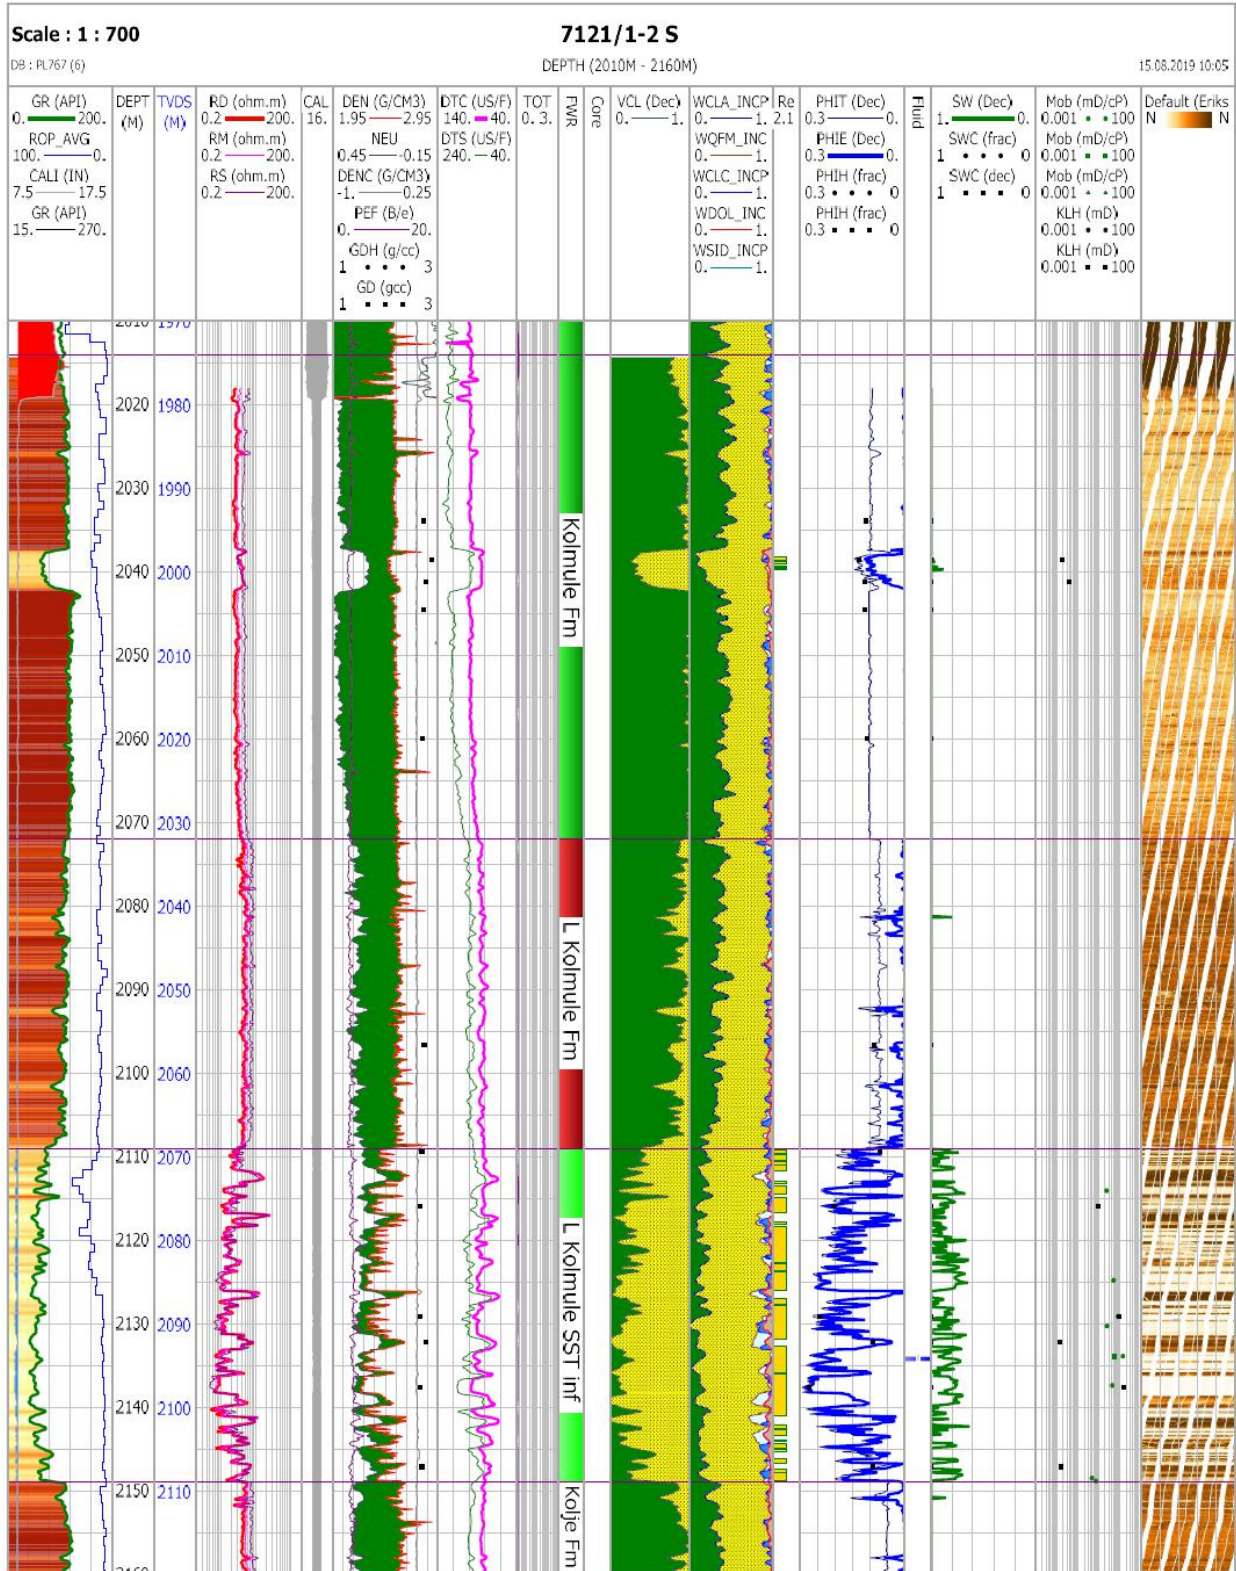 Scale : 1 : 700
7121/1-2 S
DB : PL767 (6)
DEPTH (2010M - 2160M)
15.08.2019 10:05
GR (API)
0. 200.
ROP_AVG
100. 0.
CALI (IN)
7.5 17.5
GR (API)
15. 270.
DEPT
(M)
TVDS
(M)
RD (ohm.m)
0.2 200.
RM (ohm.m)
0.2 200.
RS (ohm.m)
0.2 200.
CAL
16.
DEN (G/CM3)
1.95 2.95
NEU
0.45 -0.15
DENC (G/CM3)
-1. 0.25
PEF (B/e)
0. 20.
GDH (g/cc)
1 3
GD (gcc)
1 3
DTC (US/F)
140. 40.
DTS (US/F)
240. 40.
TOT
0. 3.
FWR
Core
VCL (Dec)
0. 1.
WCLA_INCP
0. 1.
WQFM_INC
0. 1.
WCLC_INCP
0. 1.
WDOL_INC
0. 1.
WSID_INCP
0. 1.
Re
2.1
PHIT (Dec)
0.3 0.
PHIE (Dec)
0.3 0.
PHIH (frac)
0.3 0
PHIH (frac)
0.3 0
Fluid
SW (Dec)
1. 0.
SWC (frac)
1 0
SWC (dec)
1 0
Mob (mD/cP)
0.001 100
Mob (mD/cP)
0.001 100
Mob (mD/cP)
0.001 100
KLH (mD)
0.001 100
KLH (mD)
0.001 100
Default (Eriks
N N
2010 1970
2020 1980
2030 1990
2040 2000
2050 2010
2060 2020
2070 2030
2080 2040
2090 2050
2100 2060
2110 2070
2120 2080
2130 2090
2140 2100
2150 2110
2160
Kolmule Fm
L Kolmule Fm
L Kolmule SST inf
Kolje Fm